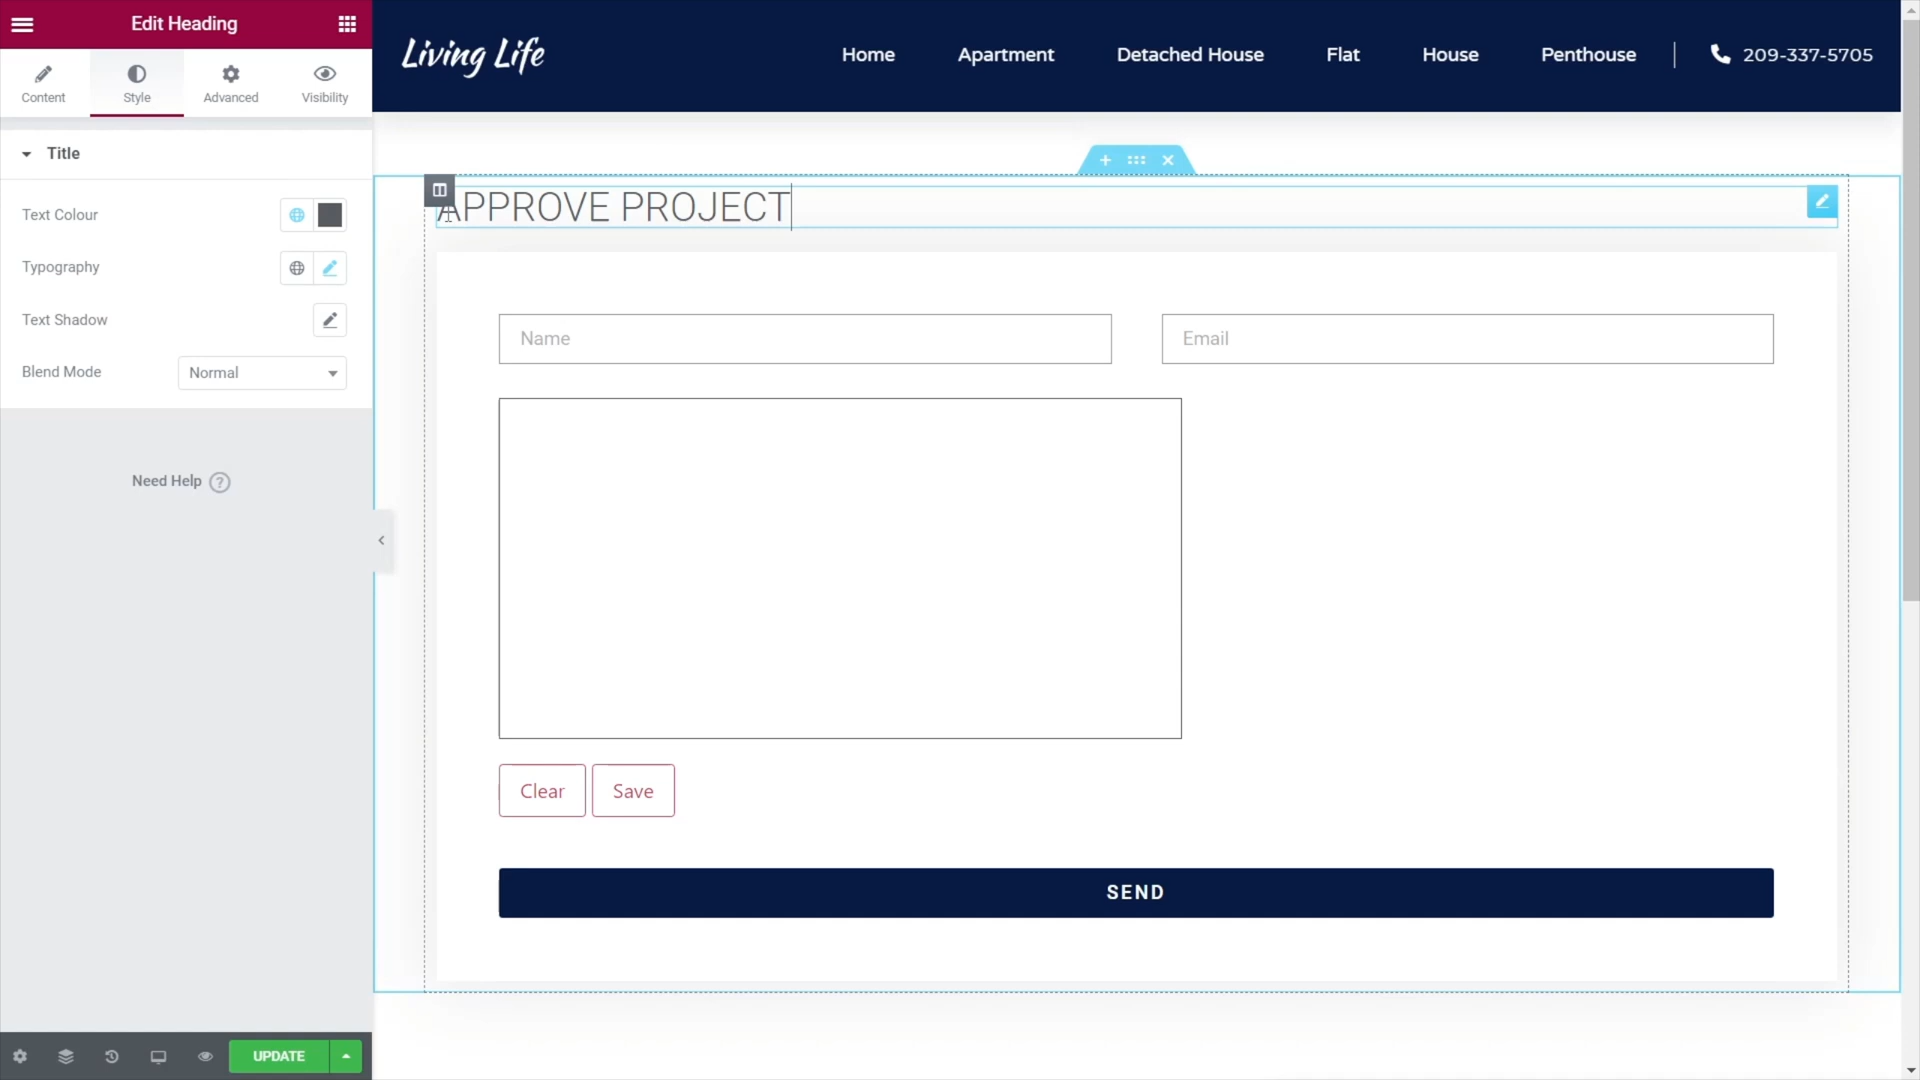 Edit Heading
Content
Style
Advanced
Visibility
Title
Text Colour
Typography
Text Shadow
Blend Mode
Normal
Need Help ?
UPDATE
Living Life
Home
Apartment
Detached House
Flat
House
Penthouse
209-337-5705
APPROVE PROJECT
Name
Email
Clear
Save
SEND